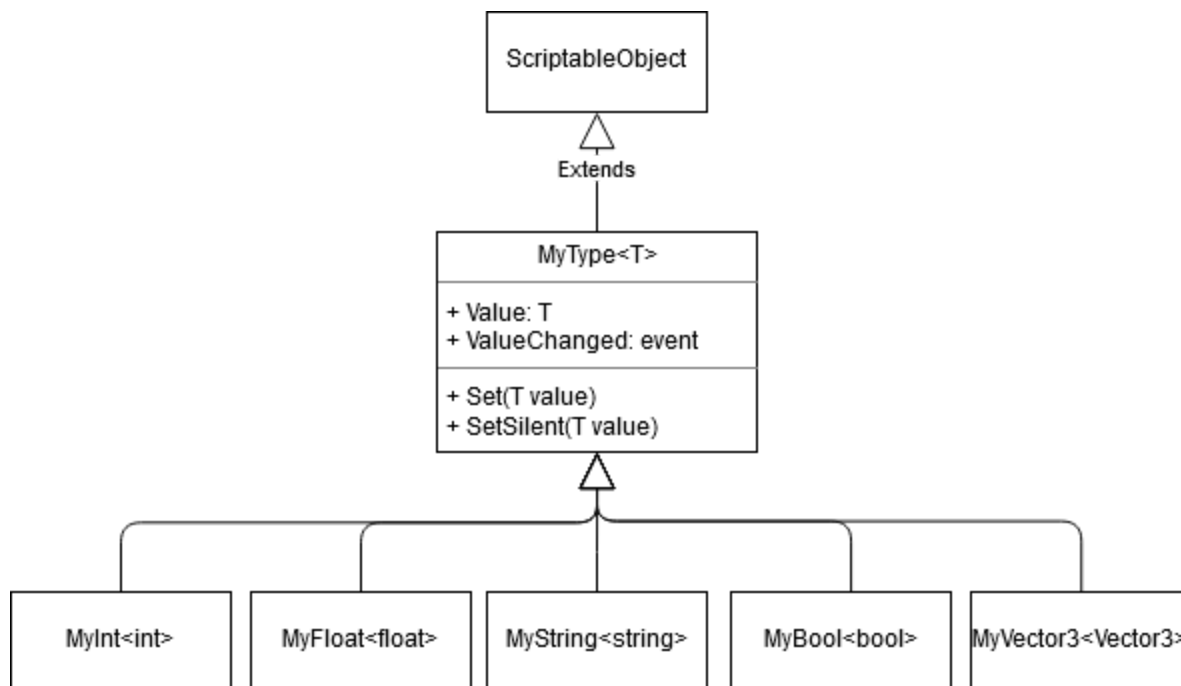 ScriptableObject
Extends
MyType<T>
+ Value: T
+ ValueChanged: event
+ Set(T value)
+ SetSilent(T value)
MyInt<int>
MyFloat<float>
MyString<string>
MyBool<bool>
MyVector3<Vector3>